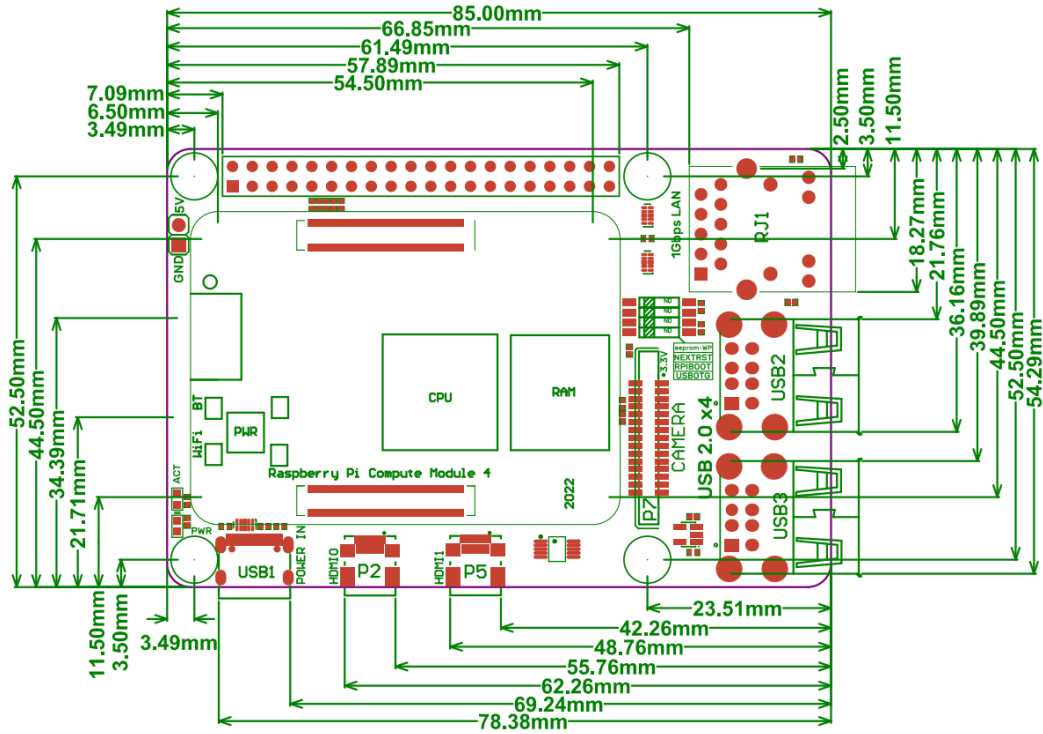 85.00mm
66.85mm
61.49mm
57.89mm
54.50mm
7.09mm
6.50mm
3.49mm
2.50mm
3.50mm
11.50mm
5V
GND
1Gbps LAN
RJ1
18.27mm
21.76mm
36.16mm
39.89mm
44.50mm
52.50mm
54.29mm
52.50mm
44.50mm
34.39mm
21.71mm
11.50mm
3.50mm
NO
NO
NO
NO
eeprom-WP
NEXTRST
RPIBOOT
USBOTG
3.3V
CPU
RAM
BT
WiFi
PWR
Raspberry Pi Compute Module 4
2022
CAMERA
P7
USB 2.0 x4
USB2
USB3
ACT
PWR
USB1
POWER IN
HDMI0
P2
HDMI1
P5
3.49mm
23.51mm
42.26mm
48.76mm
55.76mm
62.26mm
69.24mm
78.38mm